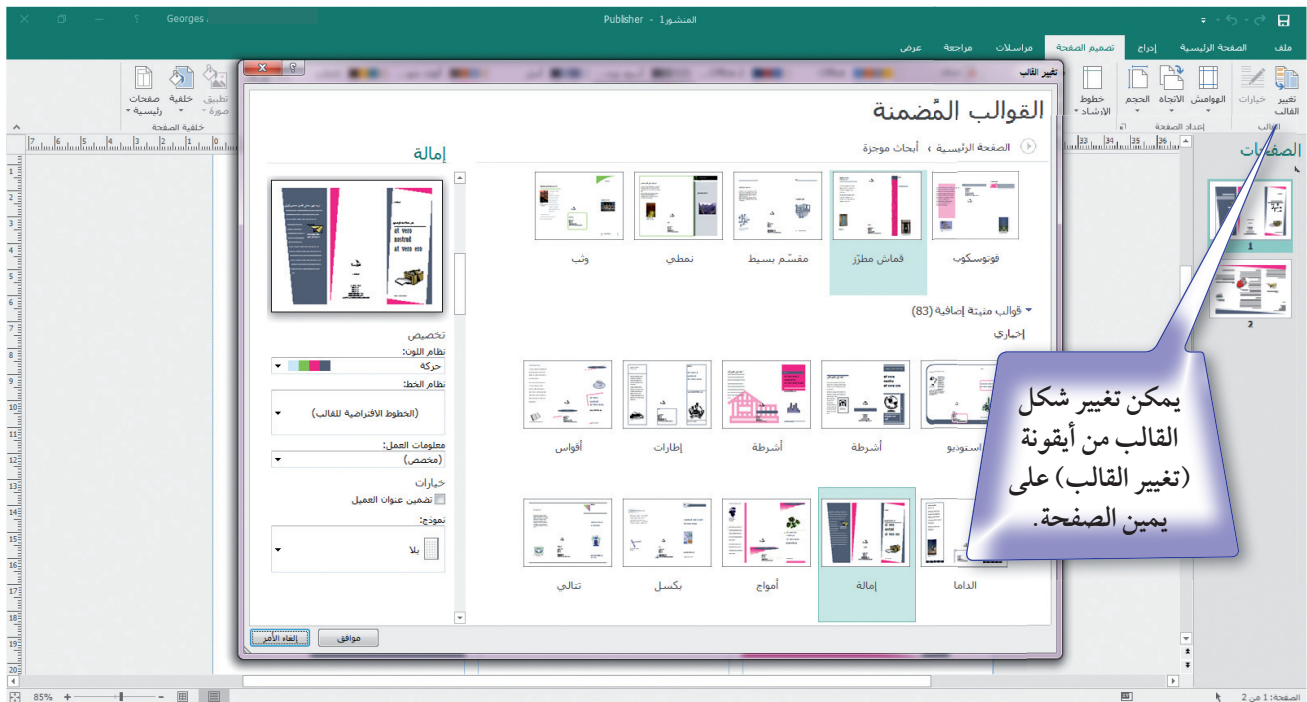 المنشور1 - Publisher
Georges
ملف
الصفحة الرئيسية
إدراج
تصميم الصفحة
مراسلات
مراجعة
عرض
تغيير القالب
خيارات
الهوامش
الاتجاه
الحجم
خطوط الإرشاد
القالب
إعداد الصفحة
تطبيق صورة
خلفية
صفحات رئيسية
خلفية الصفحة
الصفحات
1
2
تغيير القالب
القوالب المُضمنة
الصفحة الرئيسية › أبحاث موجزة
فوتوسكوب
قماش مطرّز
مقسّم بسيط
نمطي
وثب
قوالب مثبتة إضافية (83)
إخباري
استوديو
أشرطة
أشرطة
إطارات
أقواس
الداما
إمالة
أمواج
بكسل
تتالي
إمالة
تخصيص
نظام اللون:
حركة
نظام الخط:
(الخطوط الافتراضية للقالب)
معلومات العمل:
(مخصص)
خيارات
تضمين عنوان العميل
نموذج:
بلا
موافق
إلغاء الأمر
يمكن تغيير شكل
القالب من أيقونة
(تغيير القالب) على
يمين الصفحة.
الصفحة: 1 من 2
85%